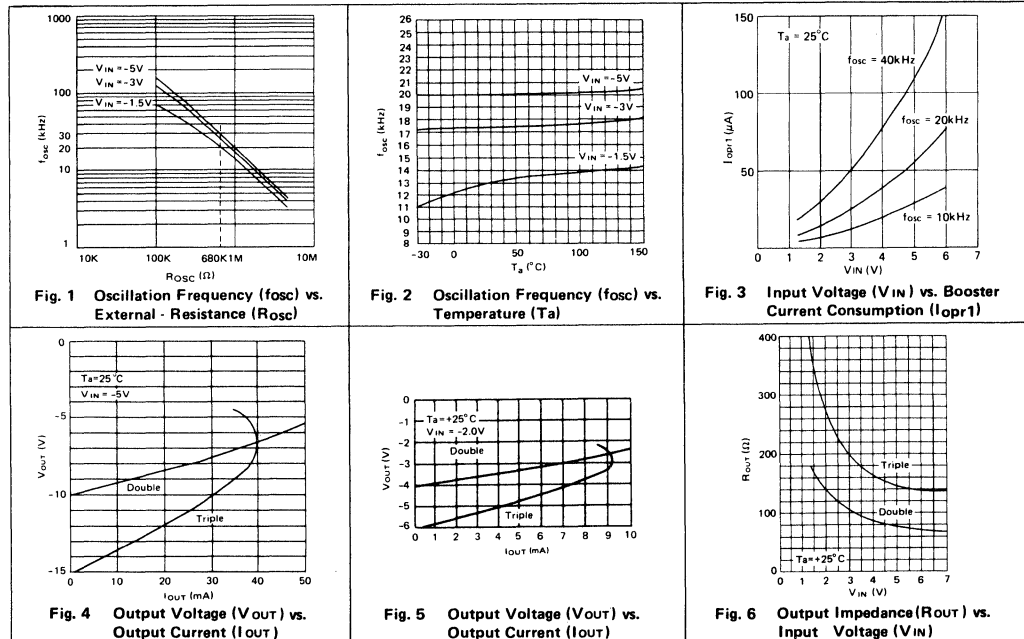 1000
100
30
20
10
1
fosc (kHz)
VIN = -5V
VIN = -3V
VIN = -1.5V
10K
100K
680K
1M
10M
ROSC (Ω)
Fig. 1 Oscillation Frequency (fosc) vs.
External - Resistance (Rosc)
26
25
24
23
22
21
20
19
18
17
16
15
14
13
12
11
10
9
8
fosc (kHz)
VIN = -5V
VIN = -3V
VIN = -1.5V
-30
0
50
100
150
Ta (°C)
Fig. 2 Oscillation Frequency (fosc) vs.
Temperature (Ta)
150
100
50
Iopr1 (μA)
Ta = 25°C
fosc = 40kHz
fosc = 20kHz
fosc = 10kHz
0 1 2 3 4 5 6 7
VIN (V)
Fig. 3 Input Voltage (VIN) vs. Booster
Current Consumption (Iopr1)
0
-5
-10
-15
VOUT (V)
Ta=25°C
VIN = -5V
Double
Triple
0 10 20 30 40 50
IOUT (mA)
Fig. 4 Output Voltage (VOUT) vs.
Output Current (IOUT)
0
-1
-2
-3
-4
-5
-6
VOUT (V)
Ta=+25°C
VIN = -2.0V
Double
Triple
0 1 2 3 4 5 6 7 8 9 10
IOUT (mA)
Fig. 5 Output Voltage (VOUT) vs.
Output Current (IOUT)
400
300
200
100
0
ROUT (Ω)
Triple
Double
Ta=+25°C
0 1 2 3 4 5 6 7
VIN (V)
Fig. 6 Output Impedance (ROUT) vs.
Input Voltage (VIN)